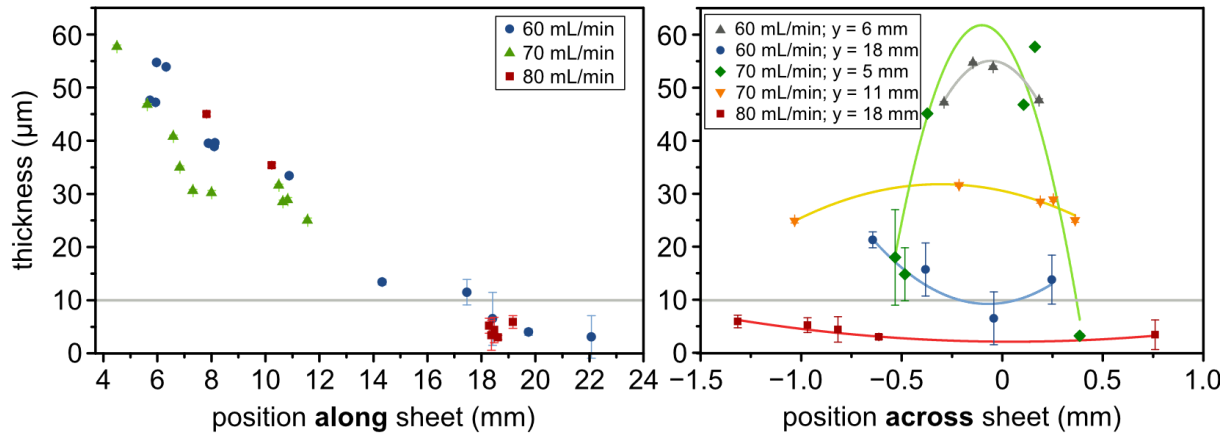 thickness (µm)
60
50
40
30
20
10
0
60 mL/min
70 mL/min
80 mL/min
4 6 8 10 12 14 16 18 20 22 24
position along sheet (mm)
60
50
40
30
20
10
0
60 mL/min; y = 6 mm
60 mL/min; y = 18 mm
70 mL/min; y = 5 mm
70 mL/min; y = 11 mm
80 mL/min; y = 18 mm
−1.5 −1.0 −0.5 0.0 0.5 1.0
position across sheet (mm)